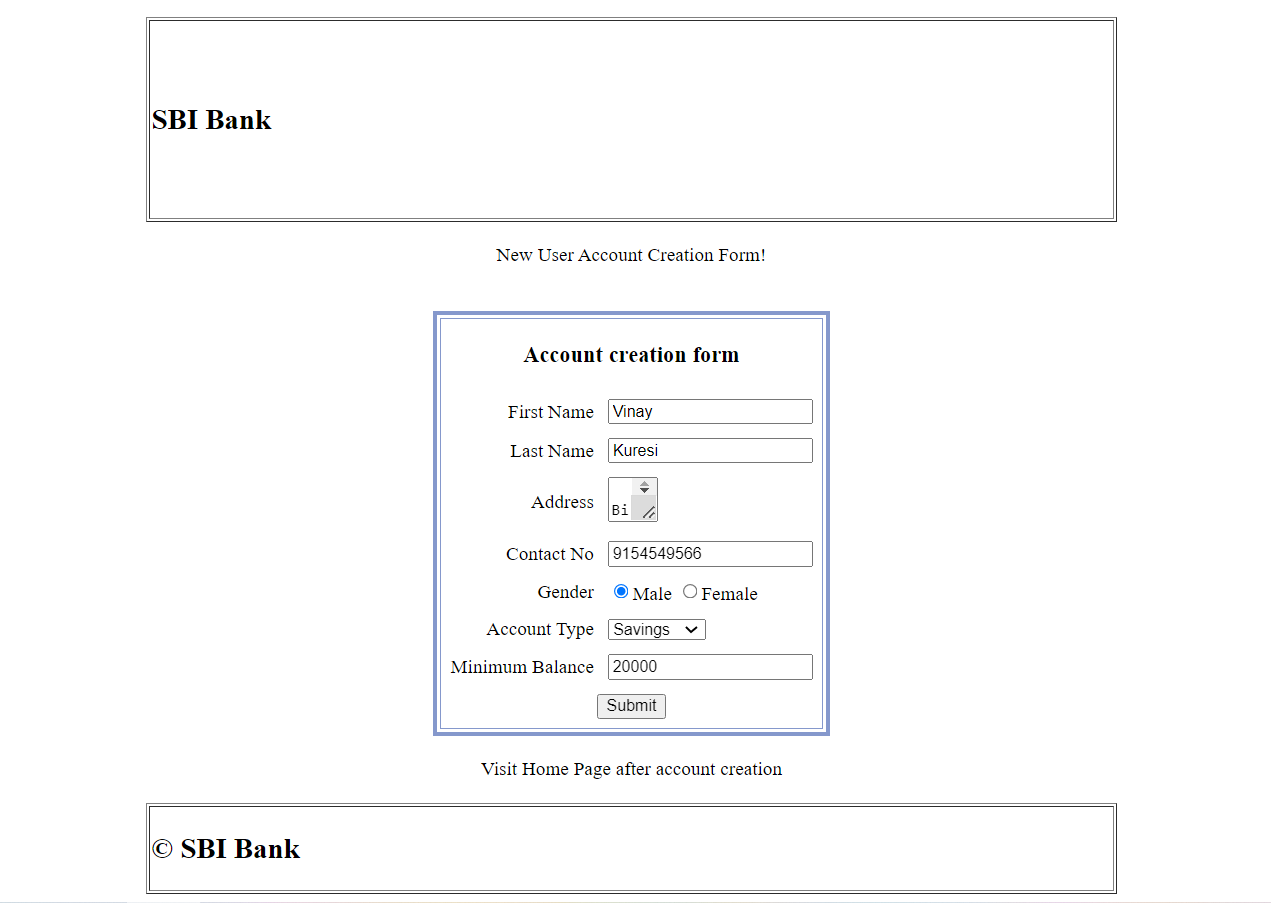 SBI Bank
New User Account Creation Form!
Account creation form
First Name Vinay
Last Name Kuresi
Address Bi
Contact No 9154549566
Gender Male Female
Account Type Savings
Minimum Balance 20000
Submit
Visit Home Page after account creation
© SBI Bank